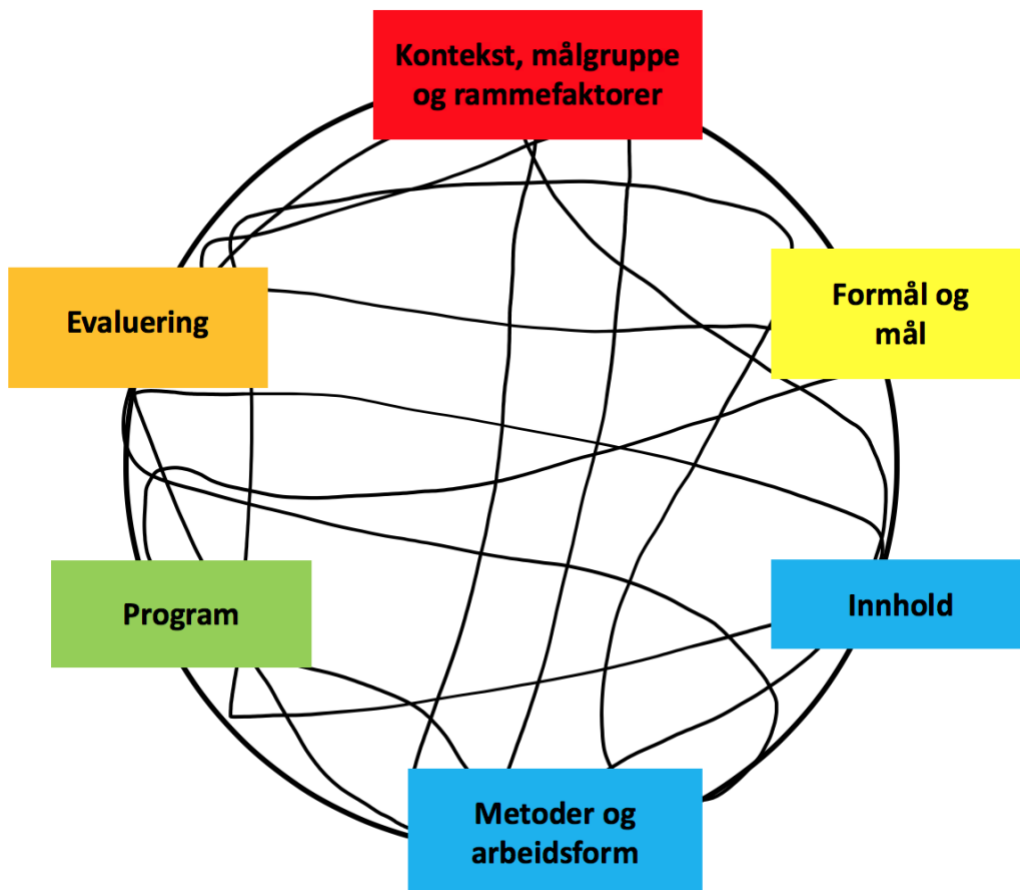 Kontekst, målgruppe
og rammefaktorer
Formål og
mål
Evaluering
Innhold
Program
Metoder og
arbeidsform